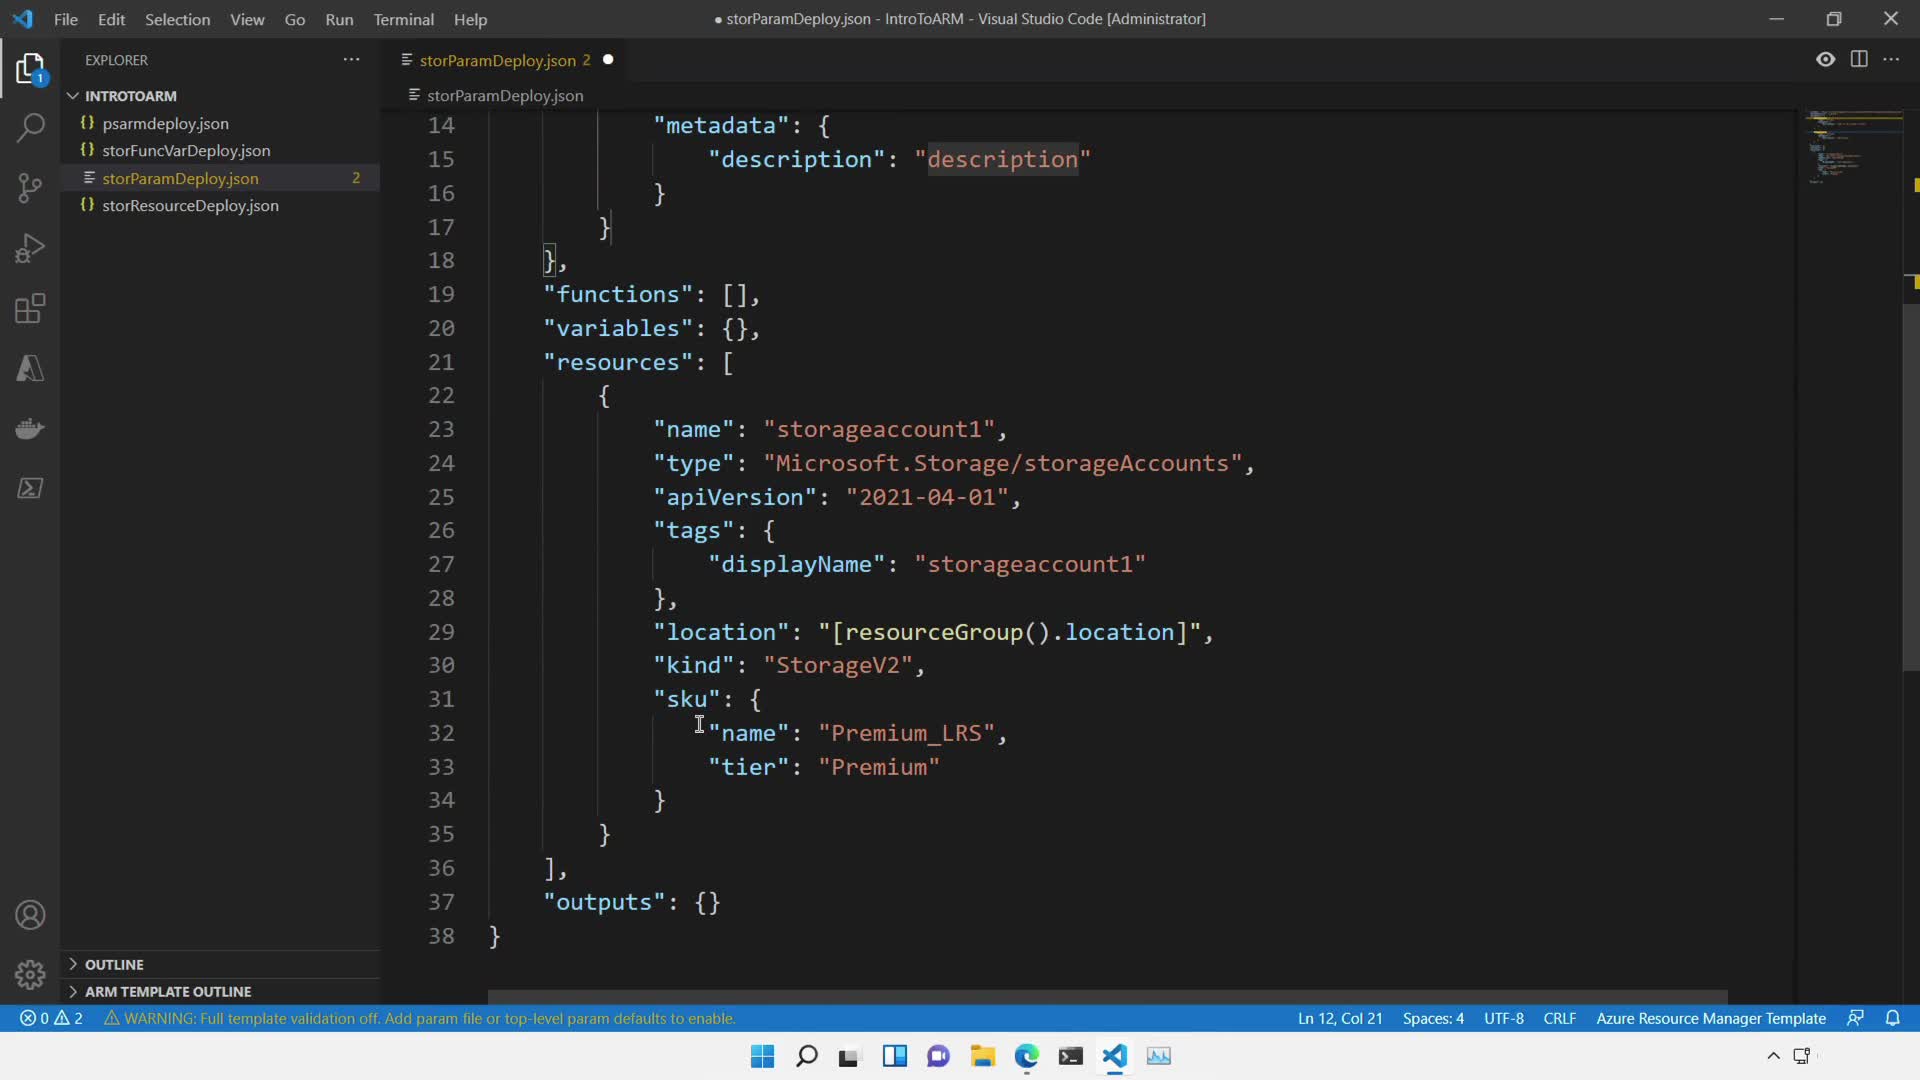 File Edit Selection View Go Run Terminal Help
● storParamDeploy.json - IntroToARM - Visual Studio Code [Administrator]
EXPLORER
storParamDeploy.json 2
1
INTROTOARM
storParamDeploy.json
psarmdeploy.json
storFuncVarDeploy.json
storParamDeploy.json 2
storResourceDeploy.json
14 "metadata": {
15 "description": "description"
16 }
17 }
18 },
19 "functions": [],
20 "variables": {},
21 "resources": [
22 {
23 "name": "storageaccount1",
24 "type": "Microsoft.Storage/storageAccounts",
25 "apiVersion": "2021-04-01",
26 "tags": {
27 "displayName": "storageaccount1"
28 },
29 "location": "[resourceGroup().location]",
30 "kind": "StorageV2",
31 "sku": {
32 "name": "Premium_LRS",
33 "tier": "Premium"
34 }
35 }
36 ],
37 "outputs": {}
38 }
OUTLINE
ARM TEMPLATE OUTLINE
0 2 WARNING: Full template validation off. Add param file or top-level param defaults to enable. Ln 12, Col 21 Spaces: 4 UTF-8 CRLF Azure Resource Manager Template